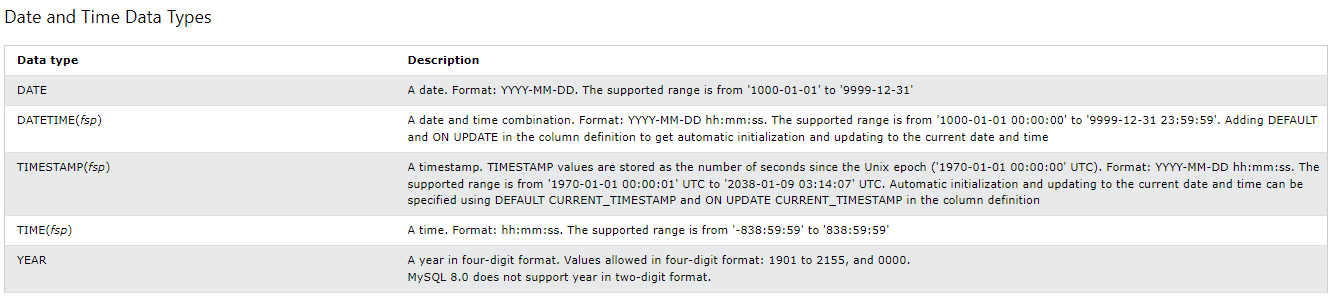 Date and Time Data Types
Data type Description
DATE A date. Format: YYYY-MM-DD. The supported range is from '1000-01-01' to '9999-12-31'
DATETIME(fsp) A date and time combination. Format: YYYY-MM-DD hh:mm:ss. The supported range is from '1000-01-01 00:00:00' to '9999-12-31 23:59:59'. Adding DEFAULT
and ON UPDATE in the column definition to get automatic initialization and updating to the current date and time
TIMESTAMP(fsp) A timestamp. TIMESTAMP values are stored as the number of seconds since the Unix epoch ('1970-01-01 00:00:00' UTC). Format: YYYY-MM-DD hh:mm:ss. The
supported range is from '1970-01-01 00:00:01' UTC to '2038-01-09 03:14:07' UTC. Automatic initialization and updating to the current date and time can be
specified using DEFAULT CURRENT_TIMESTAMP and ON UPDATE CURRENT_TIMESTAMP in the column definition
TIME(fsp) A time. Format: hh:mm:ss. The supported range is from '-838:59:59' to '838:59:59'
YEAR A year in four-digit format. Values allowed in four-digit format: 1901 to 2155, and 0000.
MySQL 8.0 does not support year in two-digit format.